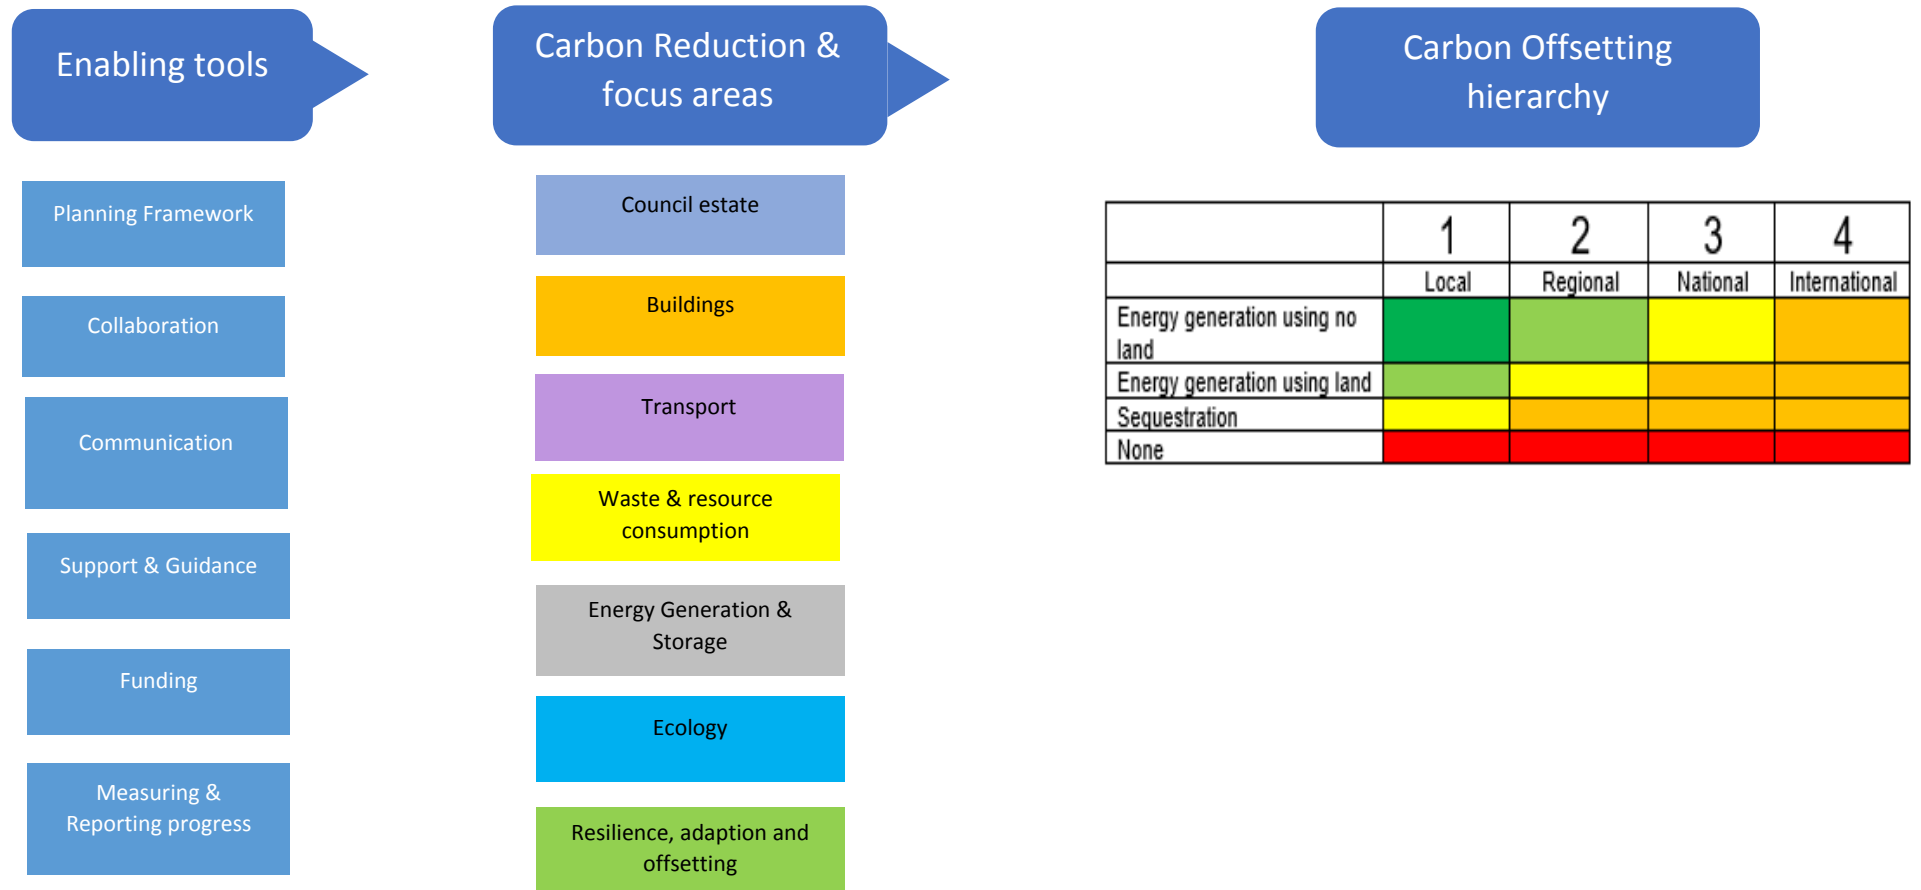 Enabling tools
Planning Framework
Collaboration
Communication
Support & Guidance
Funding
Measuring &
Reporting progress
Carbon Reduction &
focus areas
Council estate
Buildings
Transport
Waste & resource
consumption
Energy Generation &
Storage
Ecology
Resilience, adaption and
offsetting
Carbon Offsetting
hierarchy
1 2 3 4
Local Regional National International
Energy generation using no
land
Energy generation using land
Sequestration
None